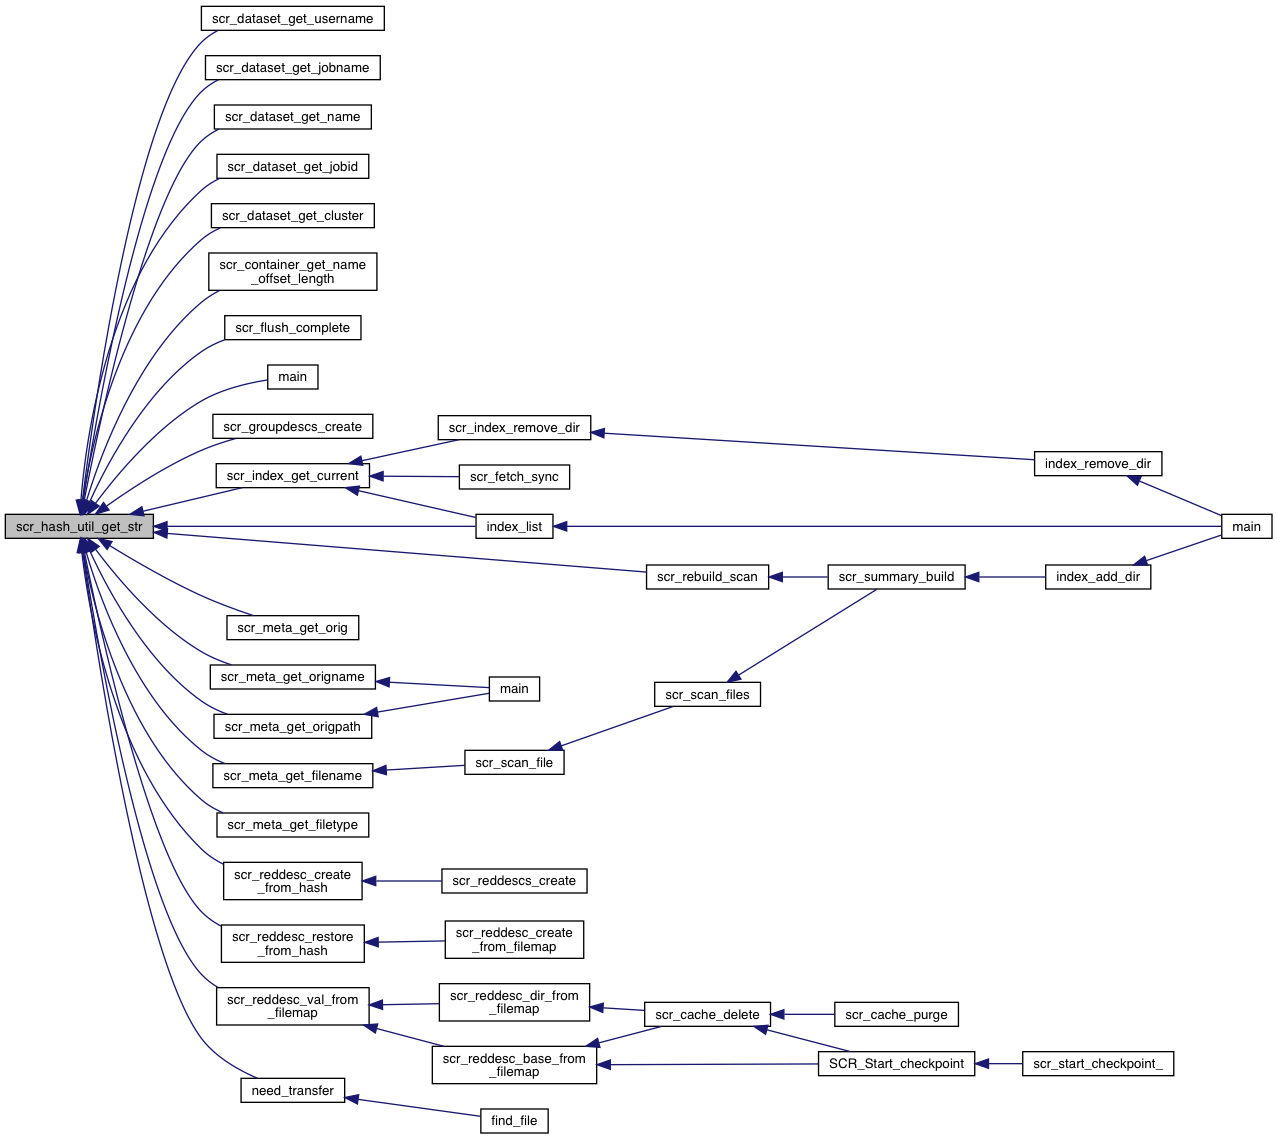 scr_dataset_get_username
scr_dataset_get_jobname
scr_dataset_get_name
scr_dataset_get_jobid
scr_dataset_get_cluster
scr_container_get_name
_offset_length
scr_flush_complete
main
scr_groupdescs_create
scr_index_remove_dir
index_remove_dir
scr_index_get_current
scr_fetch_sync
scr_hash_util_get_str
index_list
main
scr_rebuild_scan
scr_summary_build
index_add_dir
scr_meta_get_orig
scr_meta_get_origname
main
scr_scan_files
scr_meta_get_origpath
scr_scan_file
scr_meta_get_filename
scr_meta_get_filetype
scr_reddesc_create
_from_hash
scr_reddescs_create
scr_reddesc_restore
_from_hash
scr_reddesc_create
_from_filemap
scr_reddesc_val_from
_filemap
scr_reddesc_dir_from
_filemap
scr_cache_delete
scr_cache_purge
scr_reddesc_base_from
_filemap
SCR_Start_checkpoint
scr_start_checkpoint_
need_transfer
find_file